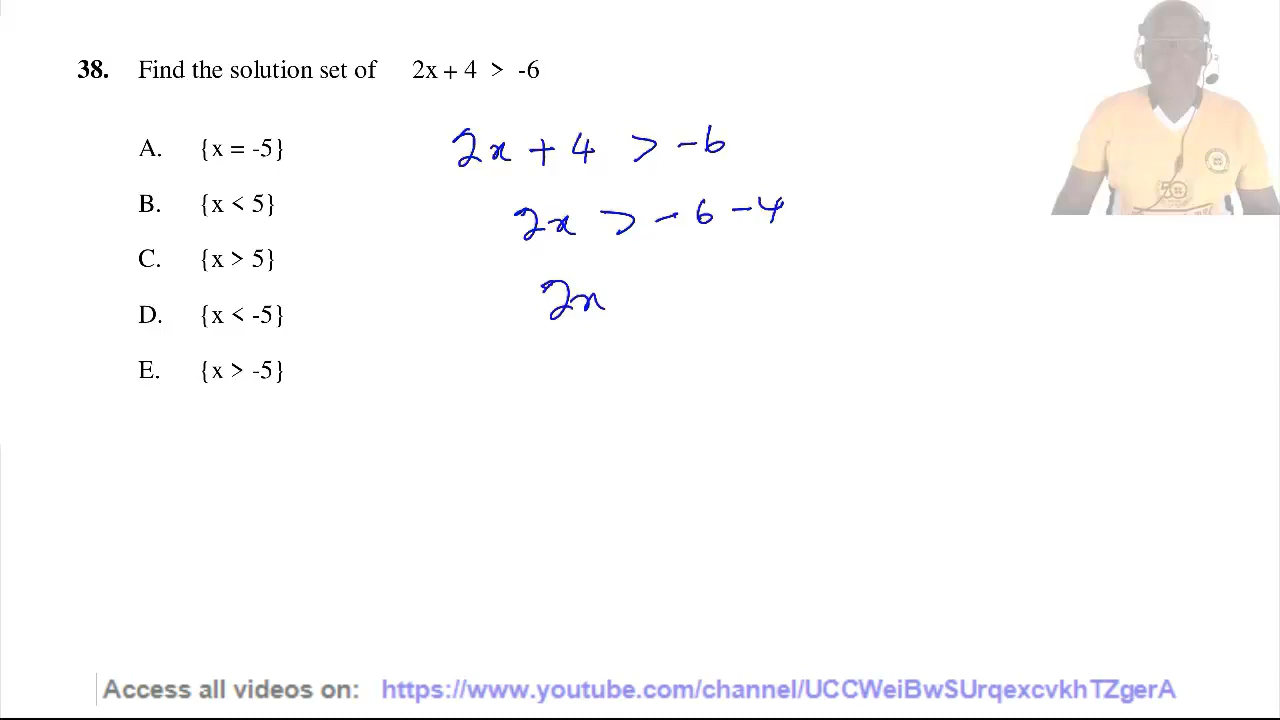 38. Find the solution set of 2x + 4 > -6
A. {x = -5}
B. {x < 5}
C. {x > 5}
D. {x < -5}
E. {x > -5}
2x + 4 > -6
2x > -6 -4
2x
Access all videos on: https://www.youtube.com/channel/UCCWeiBwSUrqexcvkhTZgerA